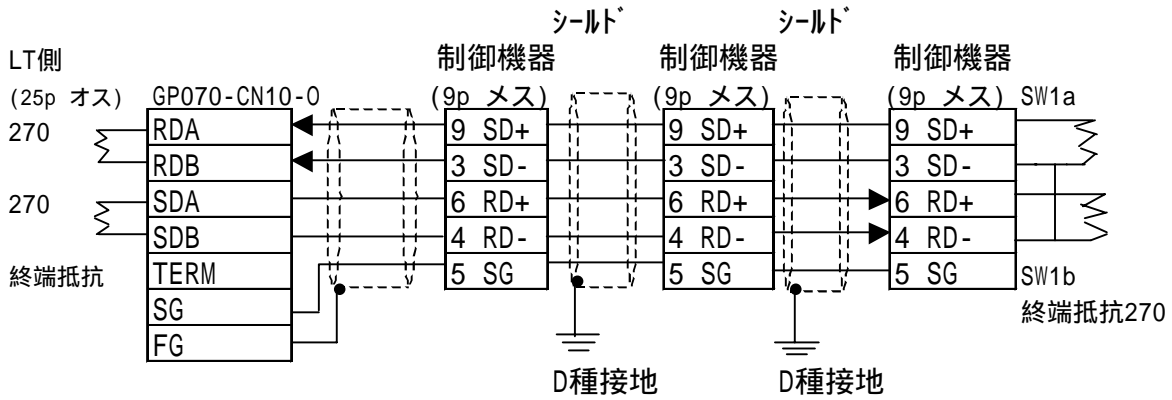 シールド シールド
LT側 制御機器 制御機器 制御機器
(25p オス) GP070-CN10-O (9p メス) (9p メス) (9p メス) SW1a
270 RDA 9 SD+ 9 SD+ 9 SD+
RDB 3 SD- 3 SD- 3 SD-
270 SDA 6 RD+ 6 RD+ 6 RD+
SDB 4 RD- 4 RD- 4 RD-
終端抵抗 TERM 5 SG 5 SG 5 SG SW1b
SG 終端抵抗270
FG
D種接地 D種接地